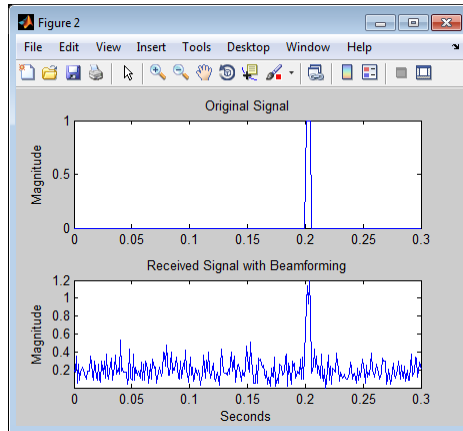 Figure 2
File Edit View Insert Tools Desktop Window Help
Original Signal
Magnitude
1
0.5
0
0 0.05 0.1 0.15 0.2 0.25 0.3
Received Signal with Beamforming
Magnitude
1.2
1
0.8
0.6
0.4
0.2
0 0.05 0.1 0.15 0.2 0.25 0.3
Seconds